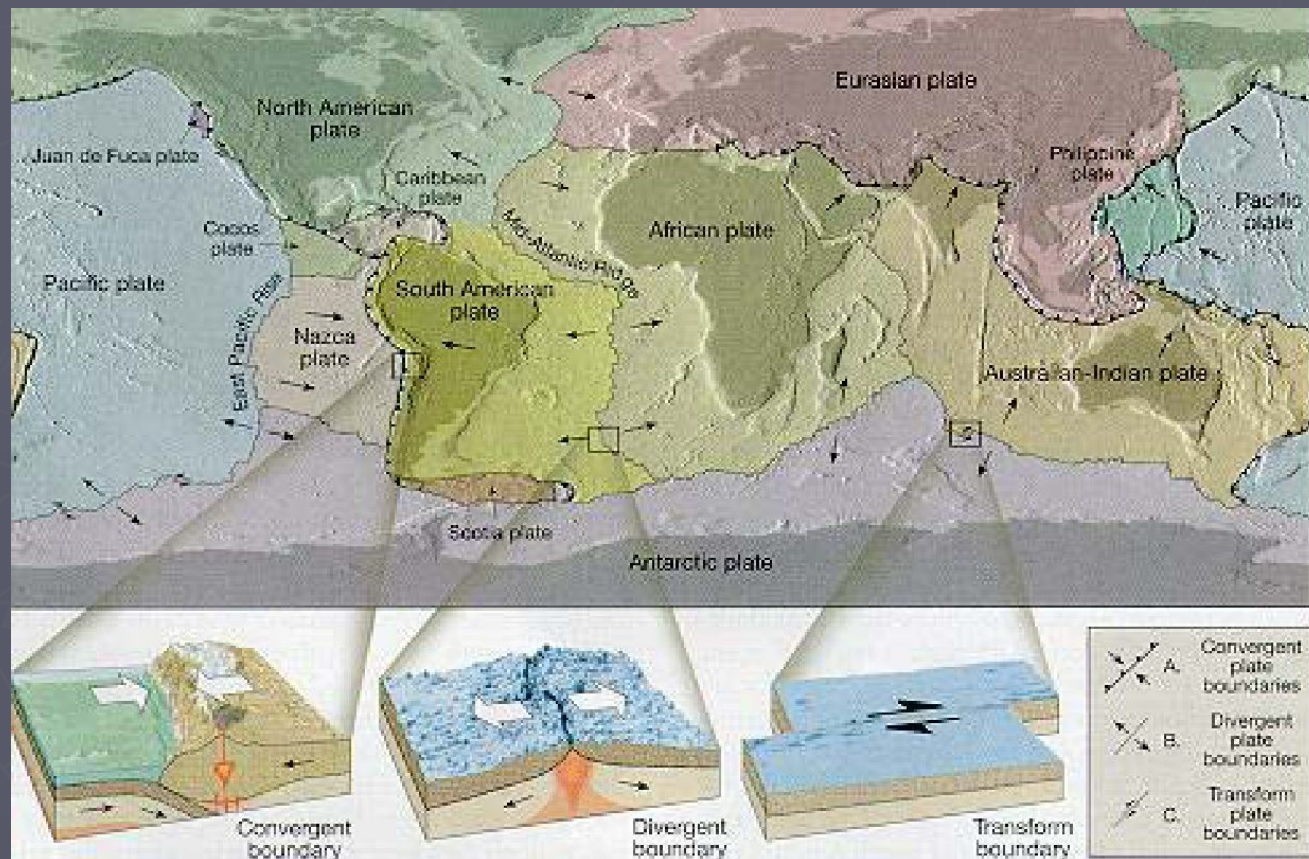 North American
plate
Eurasian plate
Juan de Fuca plate
Caribbean
plate
Philippine
plate
Cocos
plate
Mid-Atlantic Ridge
African plate
Pacific
plate
Pacific plate
East Pacific Rise
South American
plate
Nazca
plate
Australian-Indian plate
Scotia plate
Antarctic plate
Convergent
boundary
Divergent
boundary
Transform
boundary
A. Convergent
plate
boundaries
B. Divergent
plate
boundaries
C. Transform
plate
boundaries